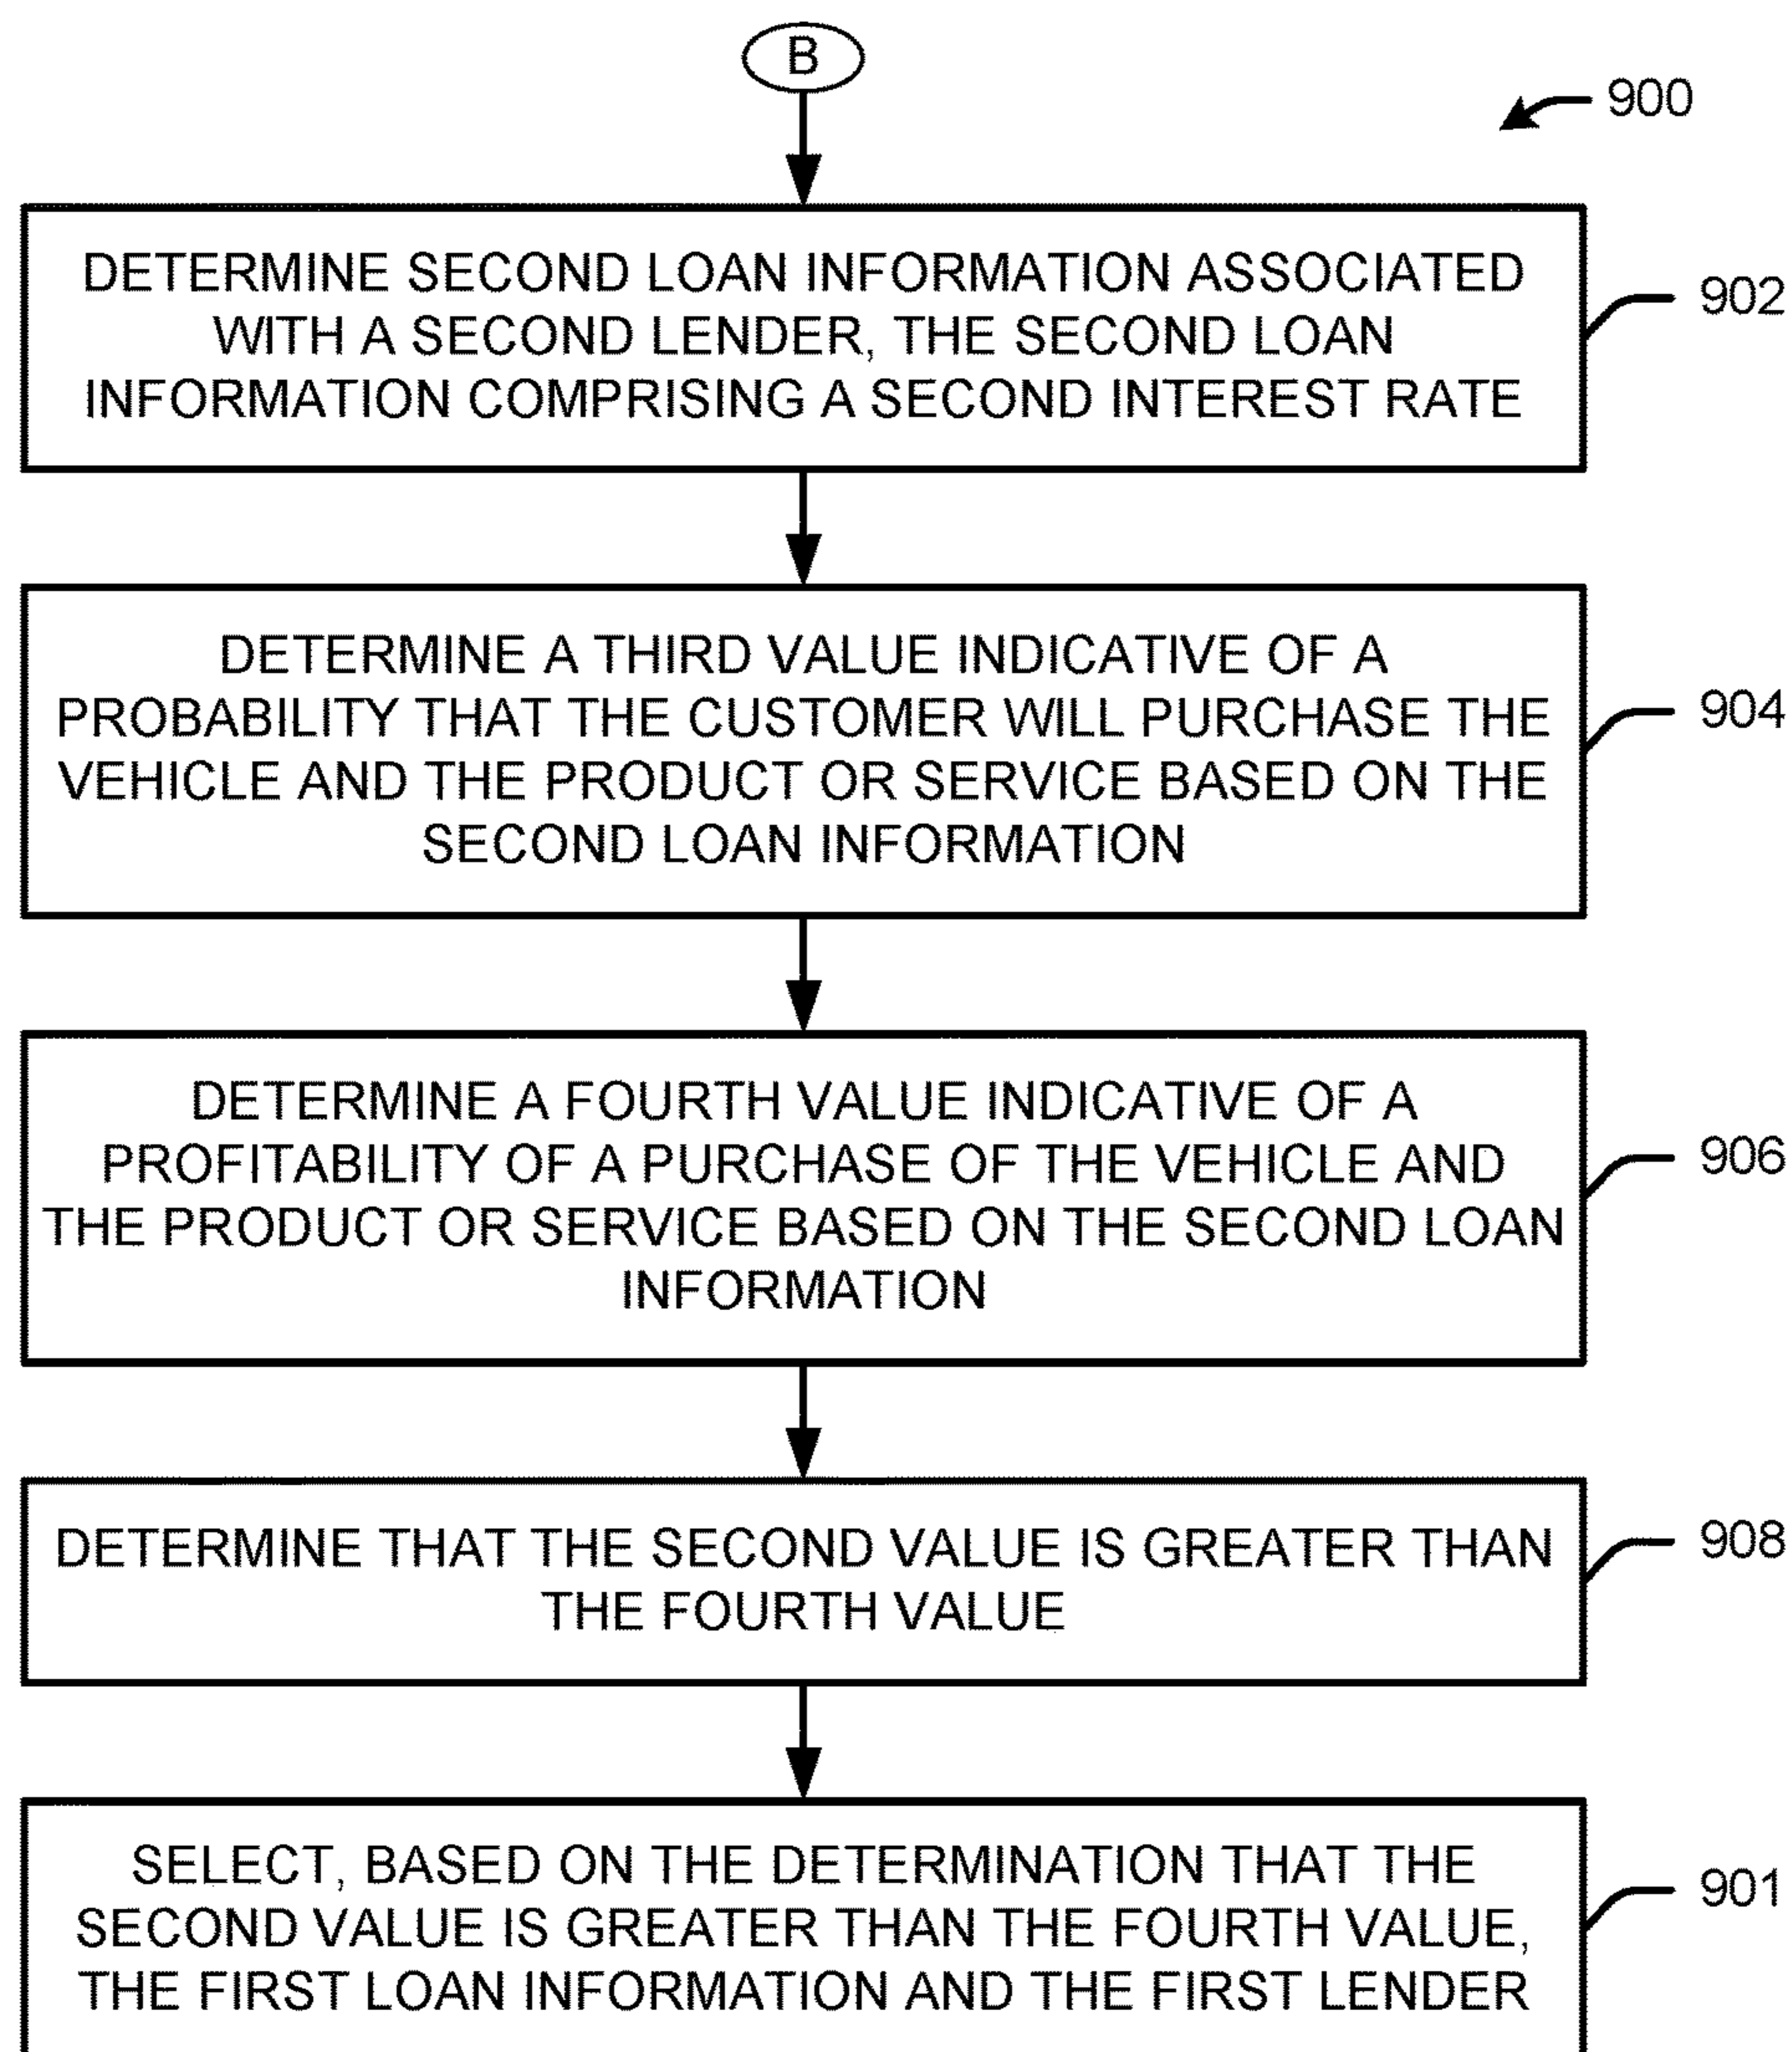 B
900
DETERMINE SECOND LOAN INFORMATION ASSOCIATED
WITH A SECOND LENDER, THE SECOND LOAN
INFORMATION COMPRISING A SECOND INTEREST RATE
902
DETERMINE A THIRD VALUE INDICATIVE OF A
PROBABILITY THAT THE CUSTOMER WILL PURCHASE THE
VEHICLE AND THE PRODUCT OR SERVICE BASED ON THE
SECOND LOAN INFORMATION
904
DETERMINE A FOURTH VALUE INDICATIVE OF A
PROFITABILITY OF A PURCHASE OF THE VEHICLE AND
THE PRODUCT OR SERVICE BASED ON THE SECOND LOAN
INFORMATION
906
DETERMINE THAT THE SECOND VALUE IS GREATER THAN
THE FOURTH VALUE
908
SELECT, BASED ON THE DETERMINATION THAT THE
SECOND VALUE IS GREATER THAN THE FOURTH VALUE,
THE FIRST LOAN INFORMATION AND THE FIRST LENDER
901